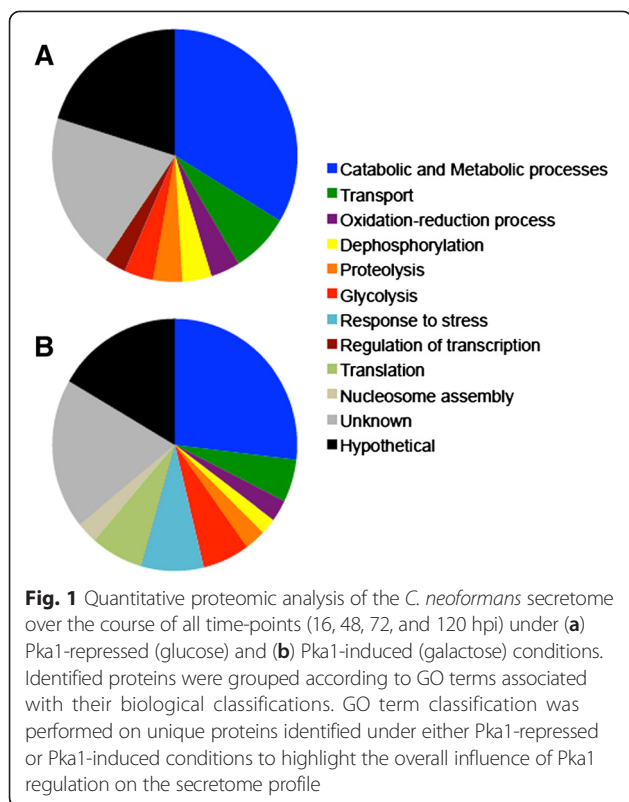 A
Catabolic and Metabolic processes
Transport
Oxidation-reduction process
Dephosphorylation
Proteolysis
Glycolysis
Response to stress
Regulation of transcription
Translation
Nucleosome assembly
Unknown
Hypothetical
B
Fig. 1 Quantitative proteomic analysis of the C. neoformans secretome
over the course of all time-points (16, 48, 72, and 120 hpi) under (a)
Pka1-repressed (glucose) and (b) Pka1-induced (galactose) conditions.
Identified proteins were grouped according to GO terms associated
with their biological classifications. GO term classification was
performed on unique proteins identified under either Pka1-repressed
or Pka1-induced conditions to highlight the overall influence of Pka1
regulation on the secretome profile